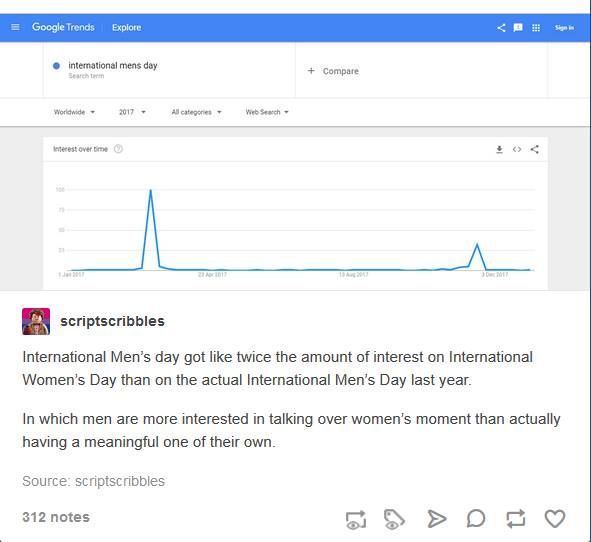 Google Trends Explore Sign in
international mens day
Search term
+ Compare
Worldwide 2017 All categories Web Search
Interest over time
100
75
50
25
1 Jan 2017 23 Apr 2017 13 Aug 2017 3 Dec 2017
scriptscribbles
International Men’s day got like twice the amount of interest on International
Women’s Day than on the actual International Men’s Day last year.
In which men are more interested in talking over women’s moment than actually
having a meaningful one of their own.
Source: scriptscribbles
312 notes